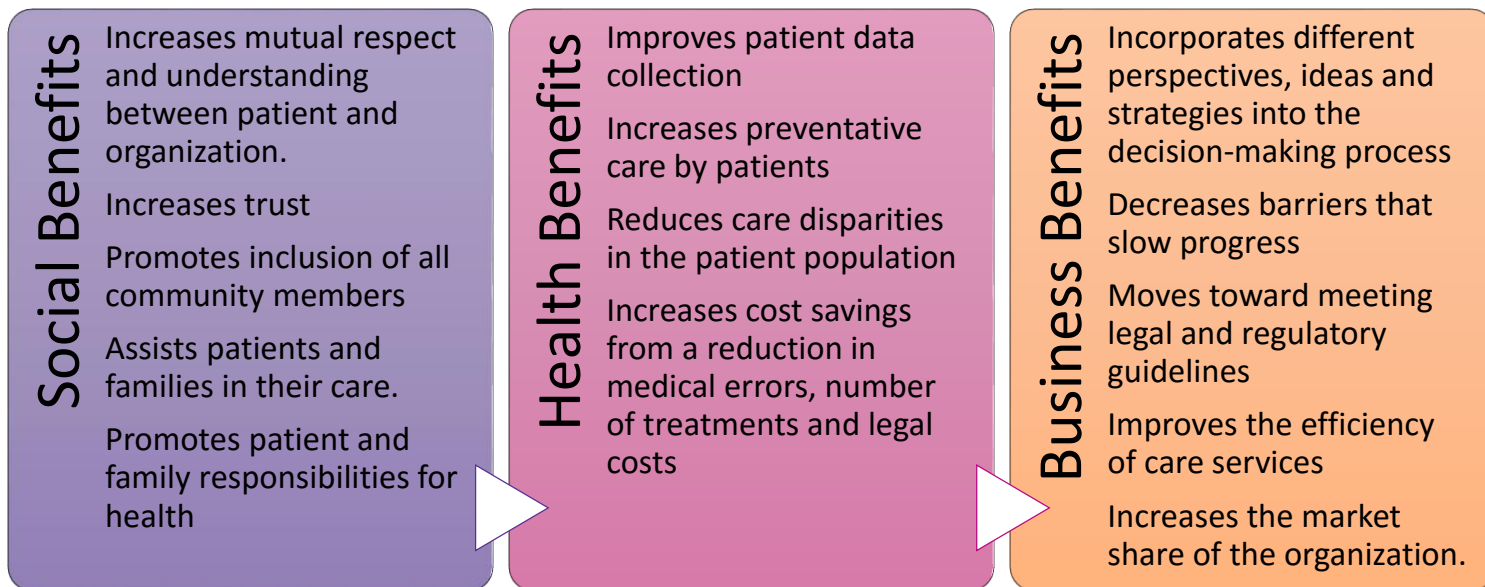 Social Benefits
Increases mutual respect
and understanding
between patient and
organization.
Increases trust
Promotes inclusion of all
community members
Assists patients and
families in their care.
Promotes patient and
family responsibilities for
health
Health Benefits
Improves patient data
collection
Increases preventative
care by patients
Reduces care disparities
in the patient population
Increases cost savings
from a reduction in
medical errors, number
of treatments and legal
costs
Business Benefits
Incorporates different
perspectives, ideas and
strategies into the
decision-making process
Decreases barriers that
slow progress
Moves toward meeting
legal and regulatory
guidelines
Improves the efficiency
of care services
Increases the market
share of the organization.